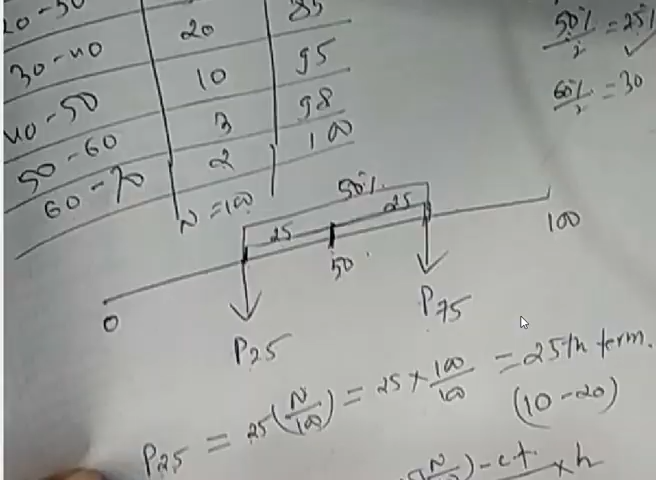 30-40 20 85
40-50 10 95
50-60 3 98
60-70 2 100
N=100
50%/2 = 25%
60%/2 = 30
50%
25 25
0 50 100
P25 P75
P25 = 25(N/100) = 25 × 100/100 = 25th term.
(10-20)
) - c.f. × h